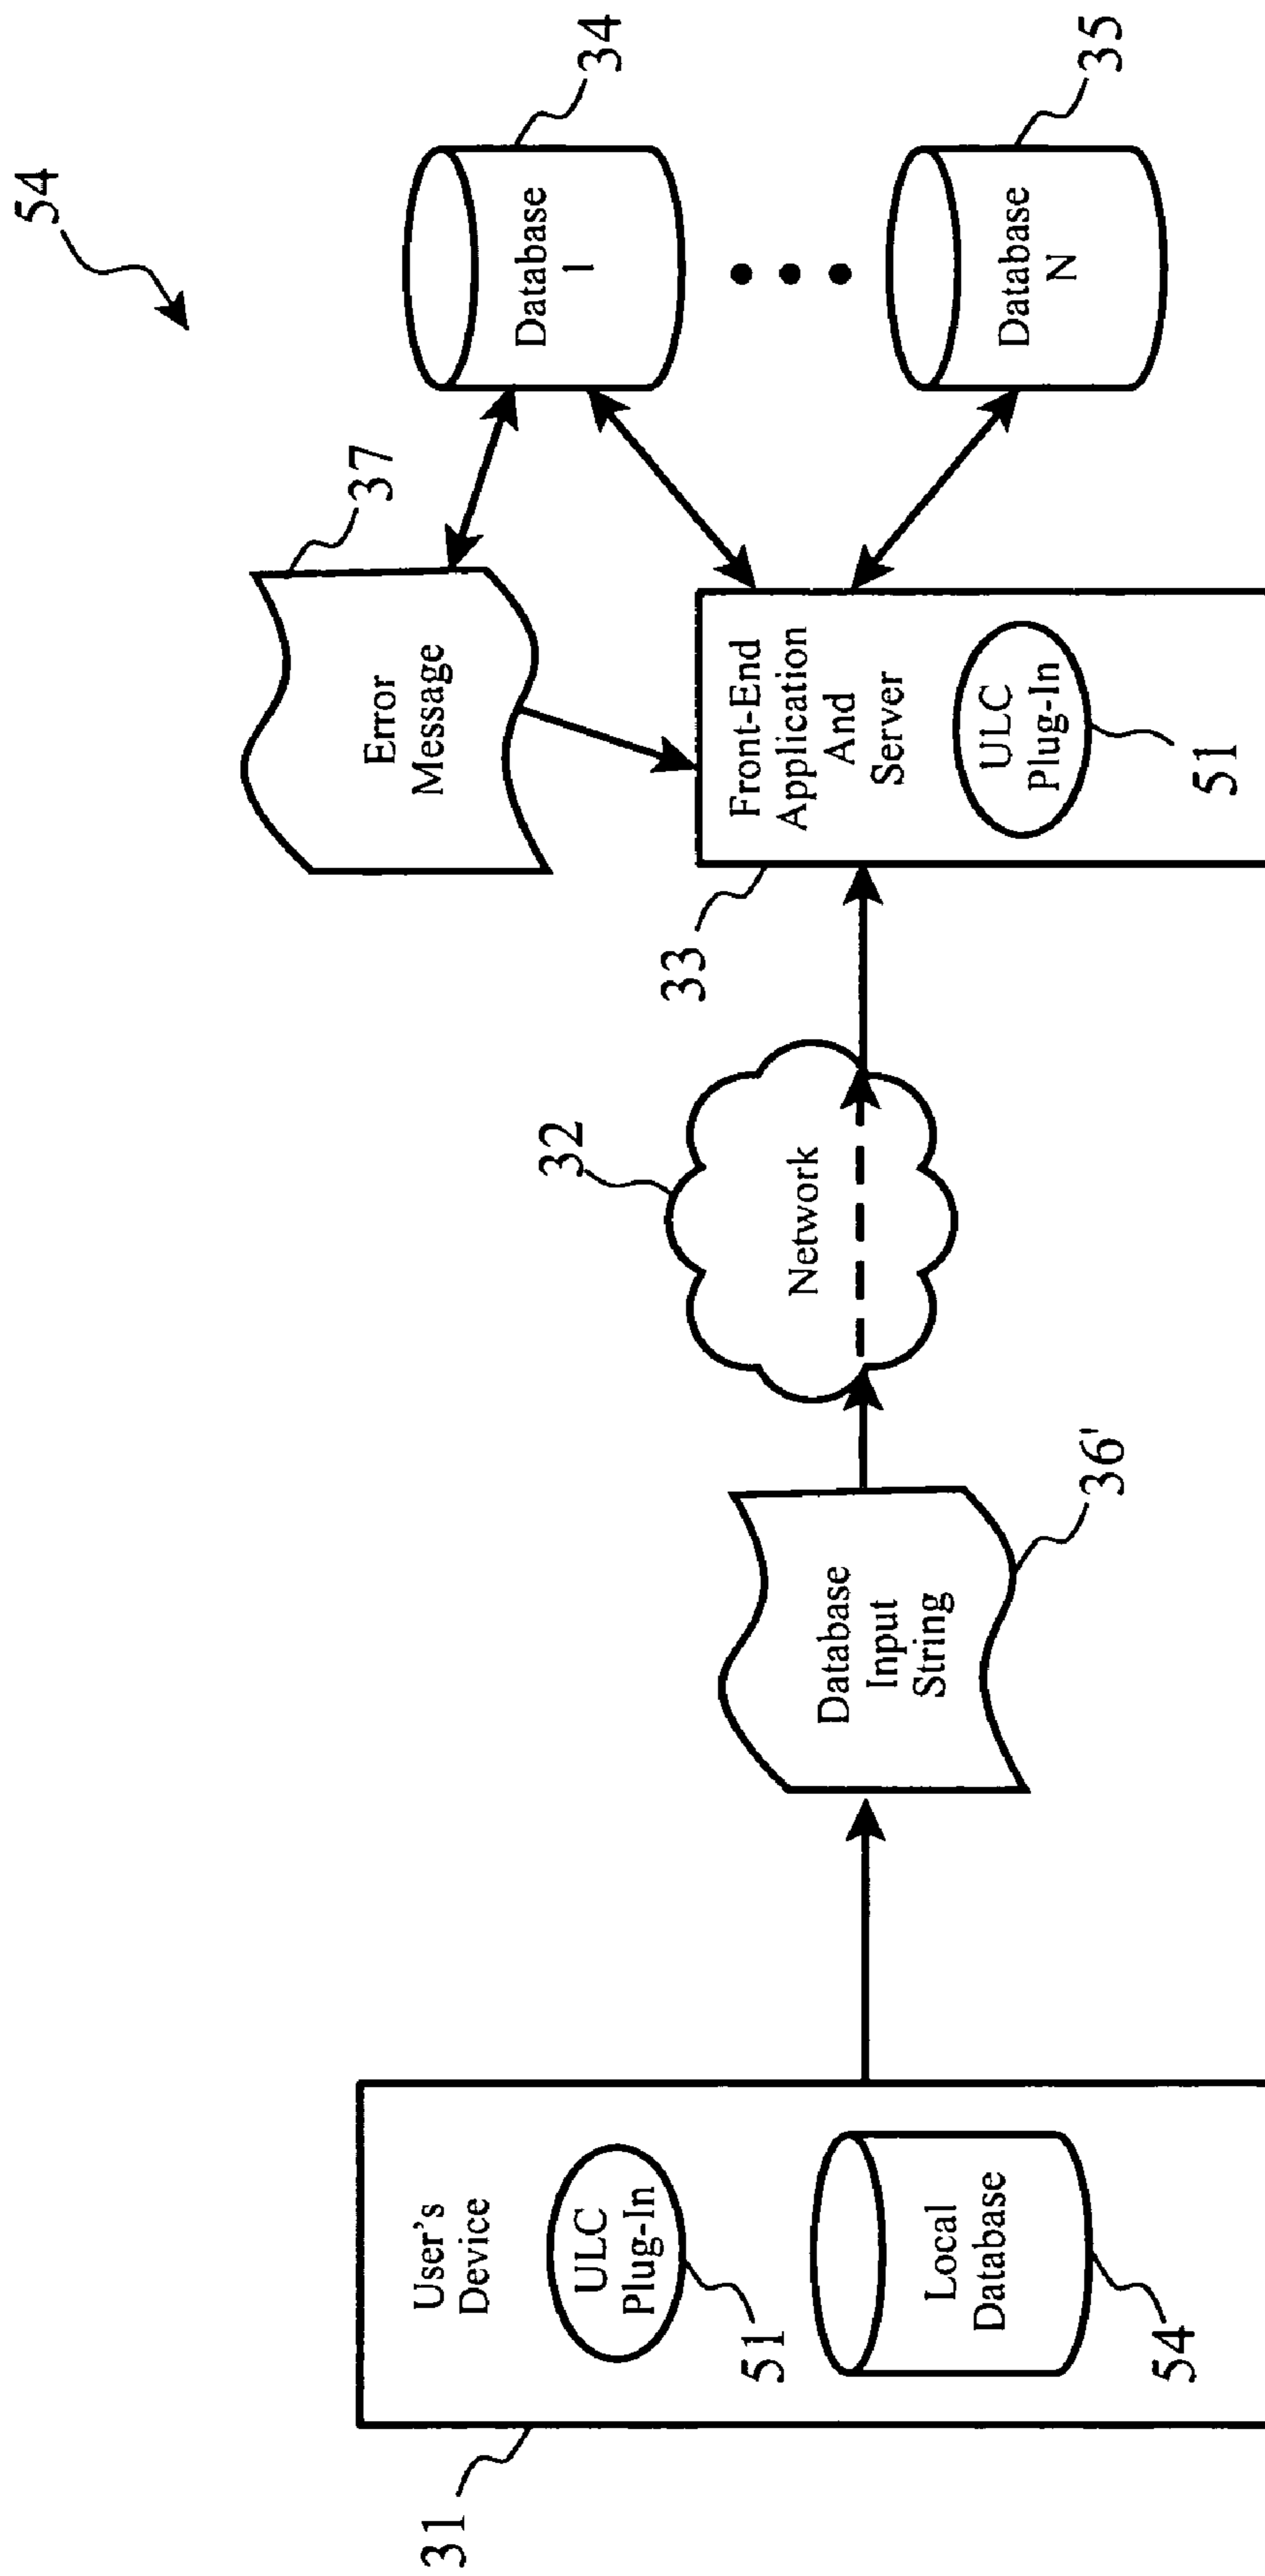 54
31
User's
Device
ULC
Plug-In
51
Local
Database
54
Database
Input
String
36'
32
Network
33
Front-End
Application
And
Server
ULC
Plug-In
51
Error
Message
37
Database
1
34
Database
N
35